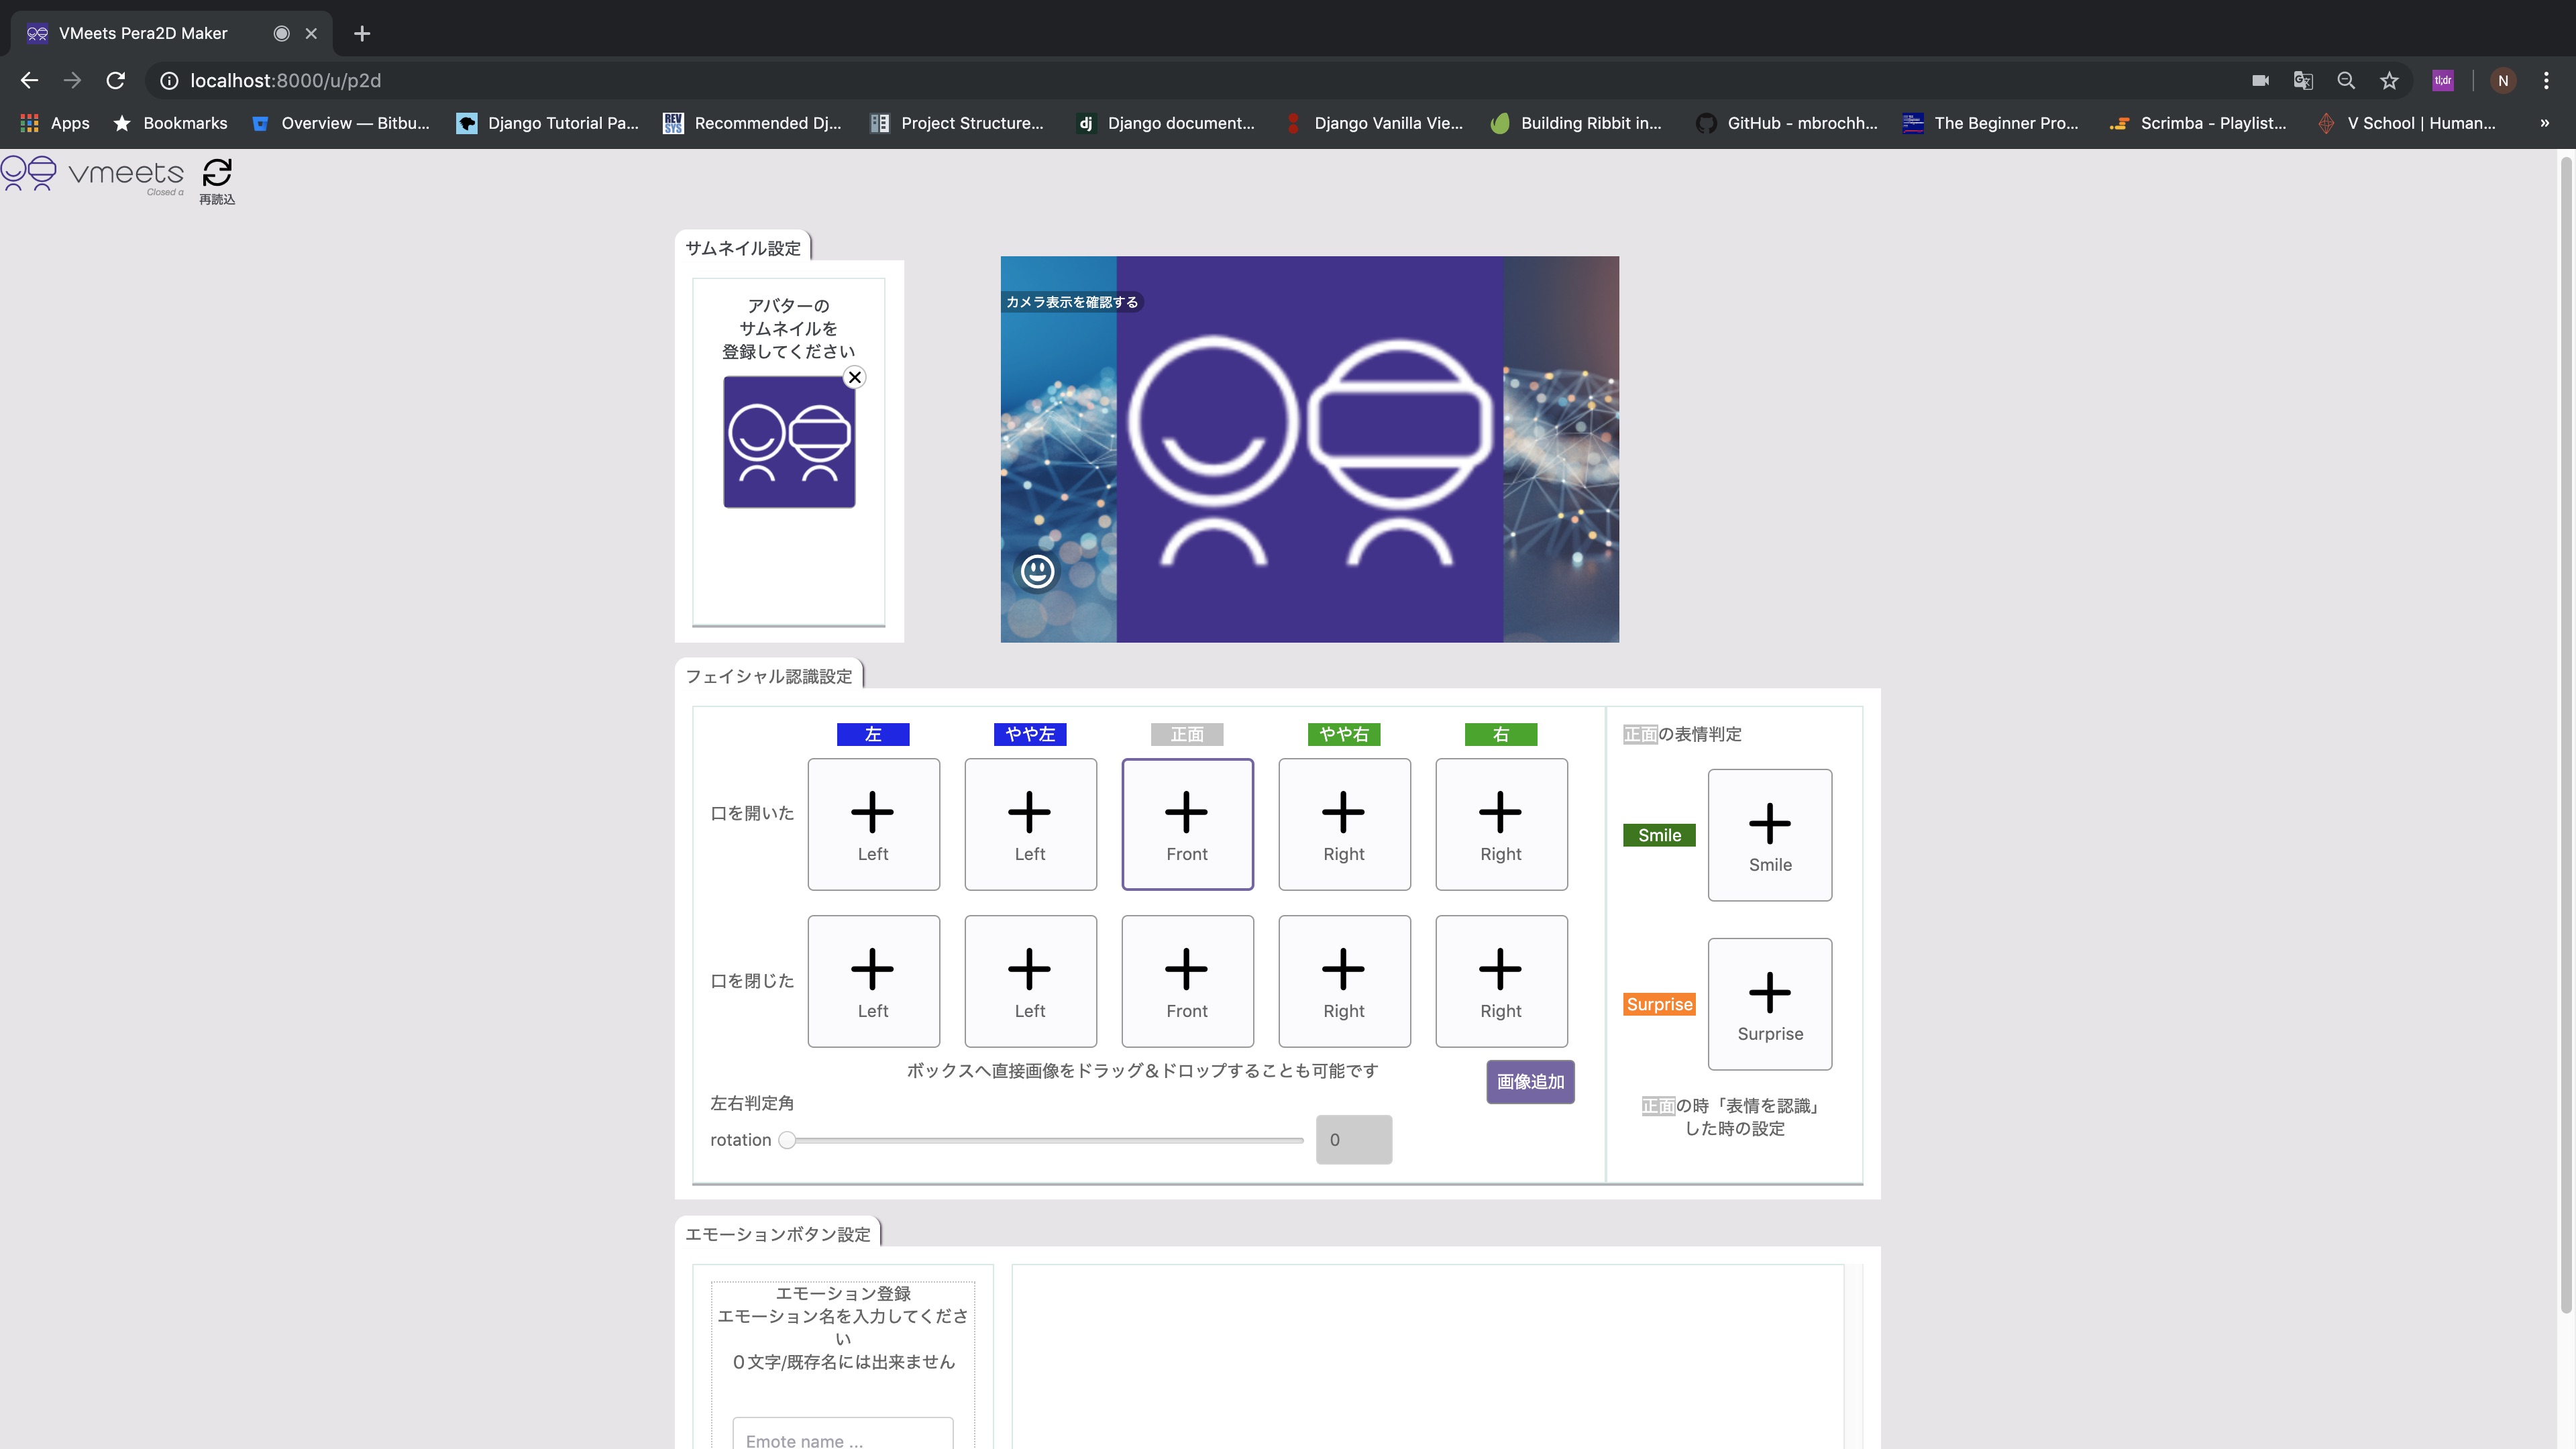 VMeets Pera2D Maker
localhost:8000/u/p2d
tl;dr
N
Apps
Bookmarks
Overview — Bitbu...
Django Tutorial Pa...
REV SYS
Recommended Dj...
Project Structure...
dj
Django document...
Django Vanilla Vie...
Building Ribbit in...
GitHub - mbrochh...
The Beginner Pro...
Scrimba - Playlist...
V School | Human...
»
vmeets
Closed α
再読込
サムネイル設定
アバターの
サムネイルを
登録してください
カメラ表示を確認する
フェイシャル認識設定
左 やや左 正面 やや右 右
正面の表情判定
口を開いた
Left Left Front Right Right
Smile
Smile
口を閉じた
Left Left Front Right Right
Surprise
Surprise
ボックスへ直接画像をドラッグ＆ドロップすることも可能です
画像追加
左右判定角
rotation
0
正面の時「表情を認識」
した時の設定
エモーションボタン設定
エモーション登録
エモーション名を入力してくださ
い
０文字/既存名には出来ません
Emote name ...